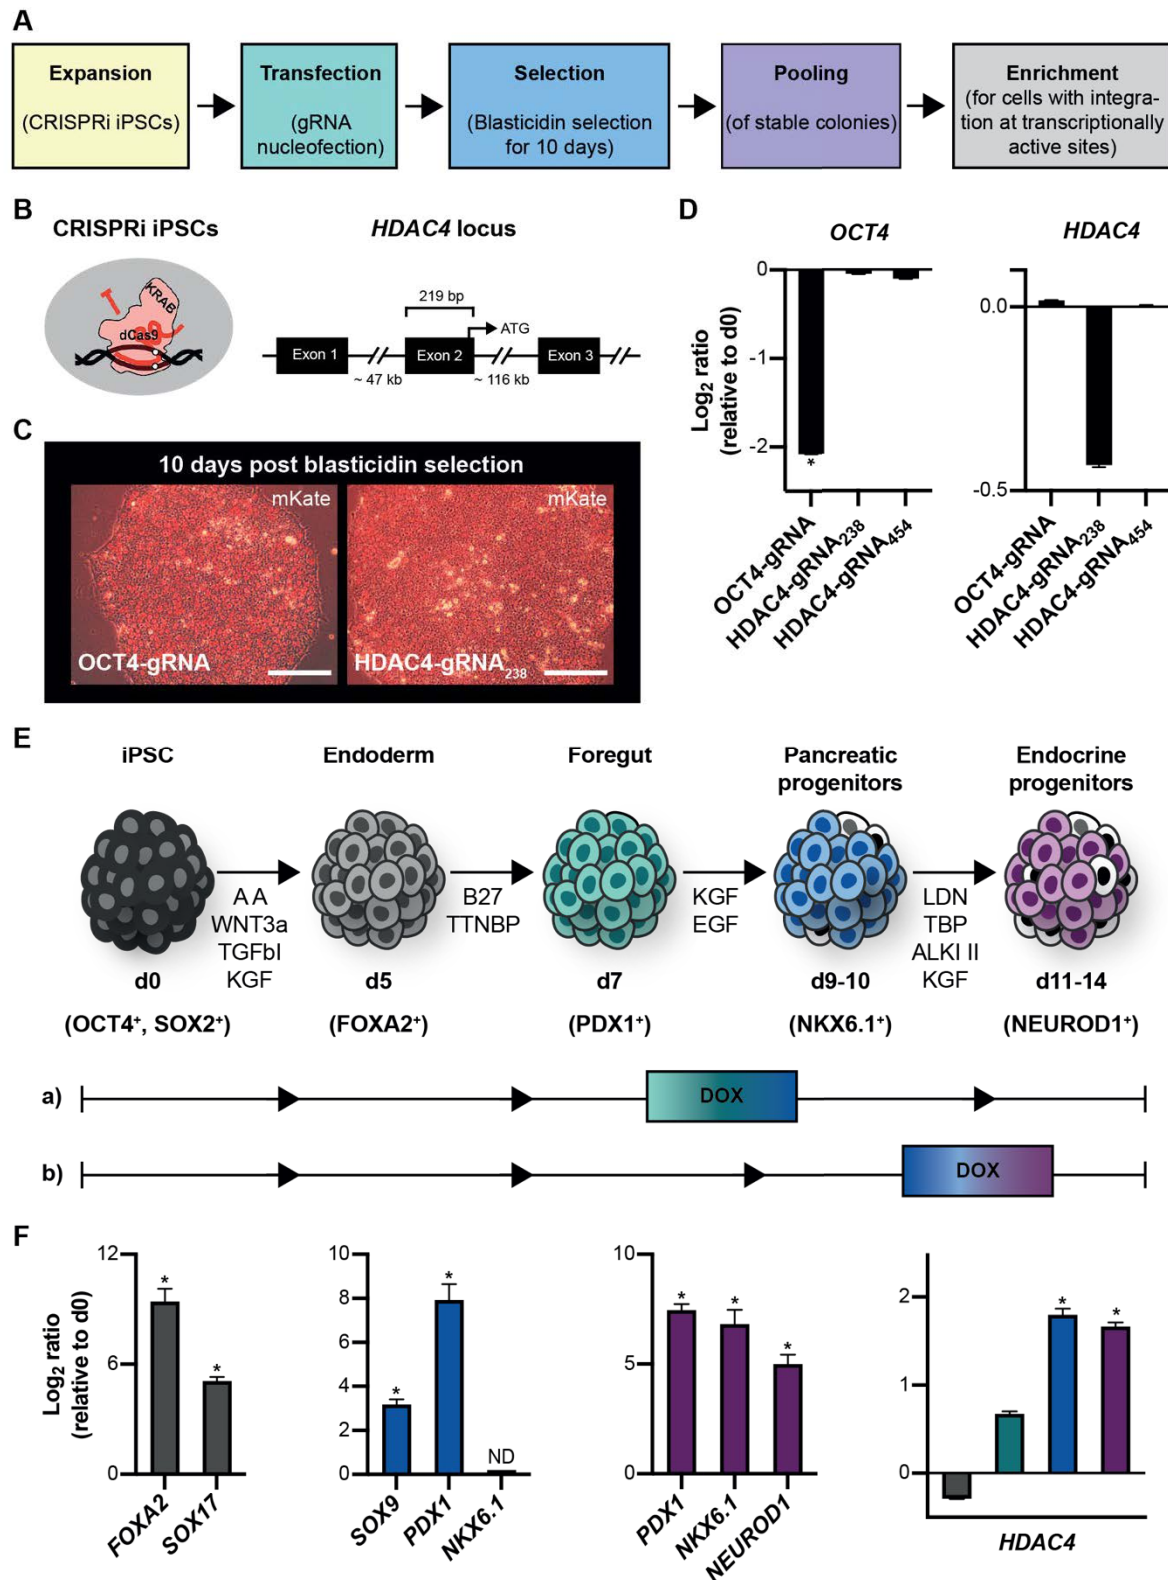 A
Expansion
(CRISPRi iPSCs)
Transfection
(gRNA
nucleofection)
Selection
(Blasticidin selection
for 10 days)
Pooling
(of stable colonies)
Enrichment
(for cells with integra-
tion at transcriptionally
active sites)
B
CRISPRi iPSCs
KRAB
dCas9
HDAC4 locus
219 bp
ATG
Exon 1
Exon 2
Exon 3
~ 47 kb
~ 116 kb
C
10 days post blasticidin selection
mKate
OCT4-gRNA
mKate
HDAC4-gRNA238
D
OCT4
Log2 ratio
(relative to d0)
0
-1
-2
*
OCT4-gRNA
HDAC4-gRNA238
HDAC4-gRNA454
HDAC4
0.0
-0.5
OCT4-gRNA
HDAC4-gRNA238
HDAC4-gRNA454
E
iPSC
Endoderm
Foregut
Pancreatic
progenitors
Endocrine
progenitors
A A
WNT3a
TGFbI
KGF
B27
TTNBP
KGF
EGF
LDN
TBP
ALKI II
KGF
d0
d5
d7
d9-10
d11-14
(OCT4+, SOX2+)
(FOXA2+)
(PDX1+)
(NKX6.1+)
(NEUROD1+)
a)
DOX
b)
DOX
F
Log2 ratio
(relative to d0)
12
6
0
*
*
FOXA2
SOX17
10
8
6
4
2
0
*
*
ND
SOX9
PDX1
NKX6.1
10
5
0
*
*
*
PDX1
NKX6.1
NEUROD1
2
1
0
*
*
HDAC4